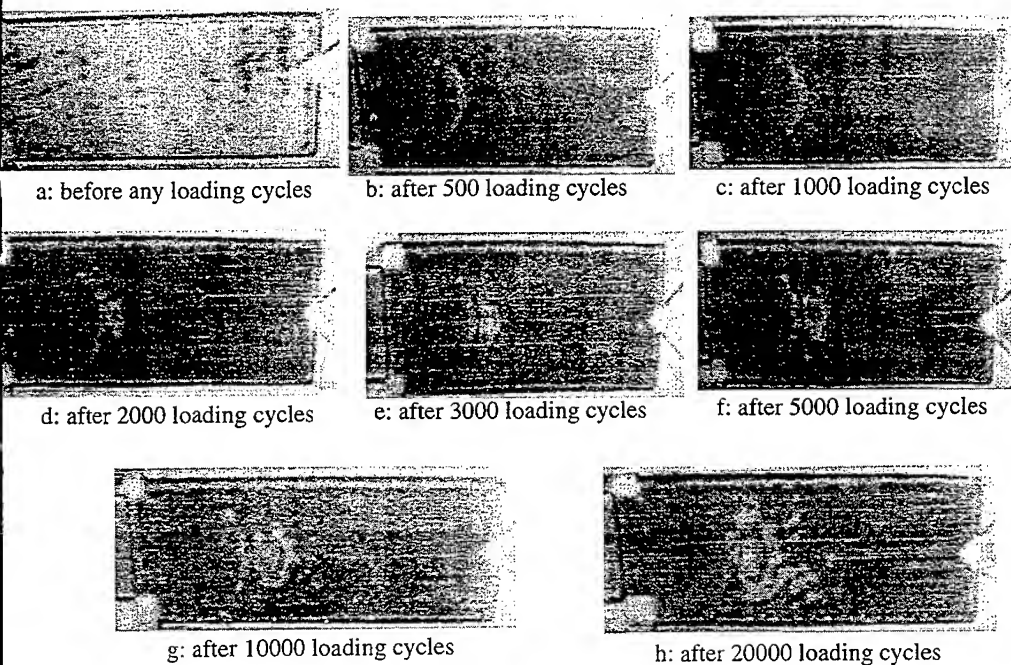 a: before any loading cycles
b: after 500 loading cycles
c: after 1000 loading cycles
d: after 2000 loading cycles
e: after 3000 loading cycles
f: after 5000 loading cycles
g: after 10000 loading cycles
h: after 20000 loading cycles